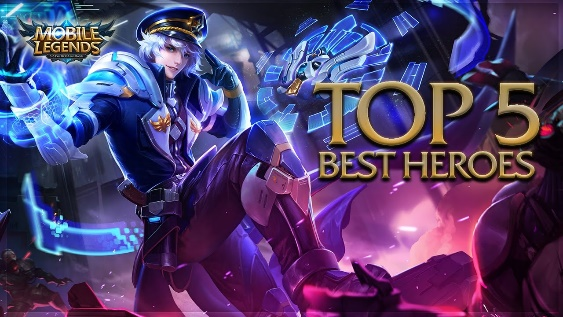 MOBILE
LEGENDS
TOP 5
BEST HEROES